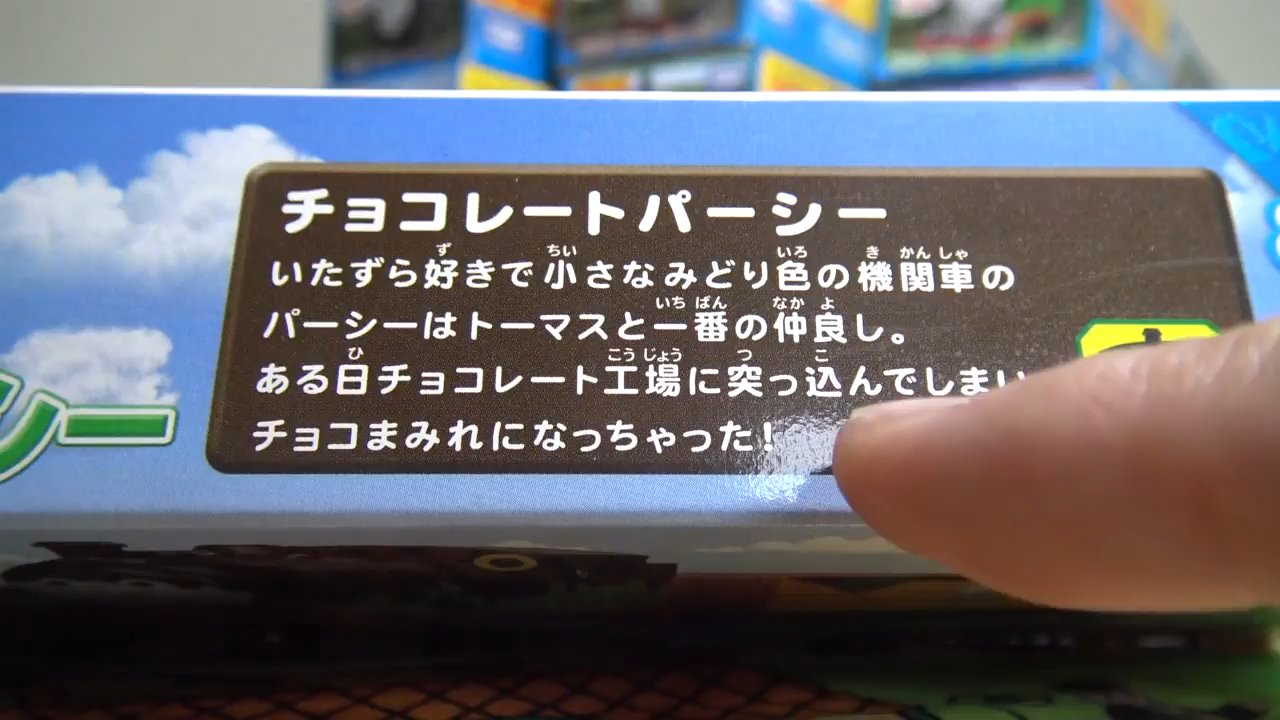 チョコレートパーシー
いたずら好きで小さなみどり色の機関車の
パーシーはトーマスと一番の仲良し。
ある日チョコレート工場に突っ込んでしまい
チョコまみれになっちゃった!
シー